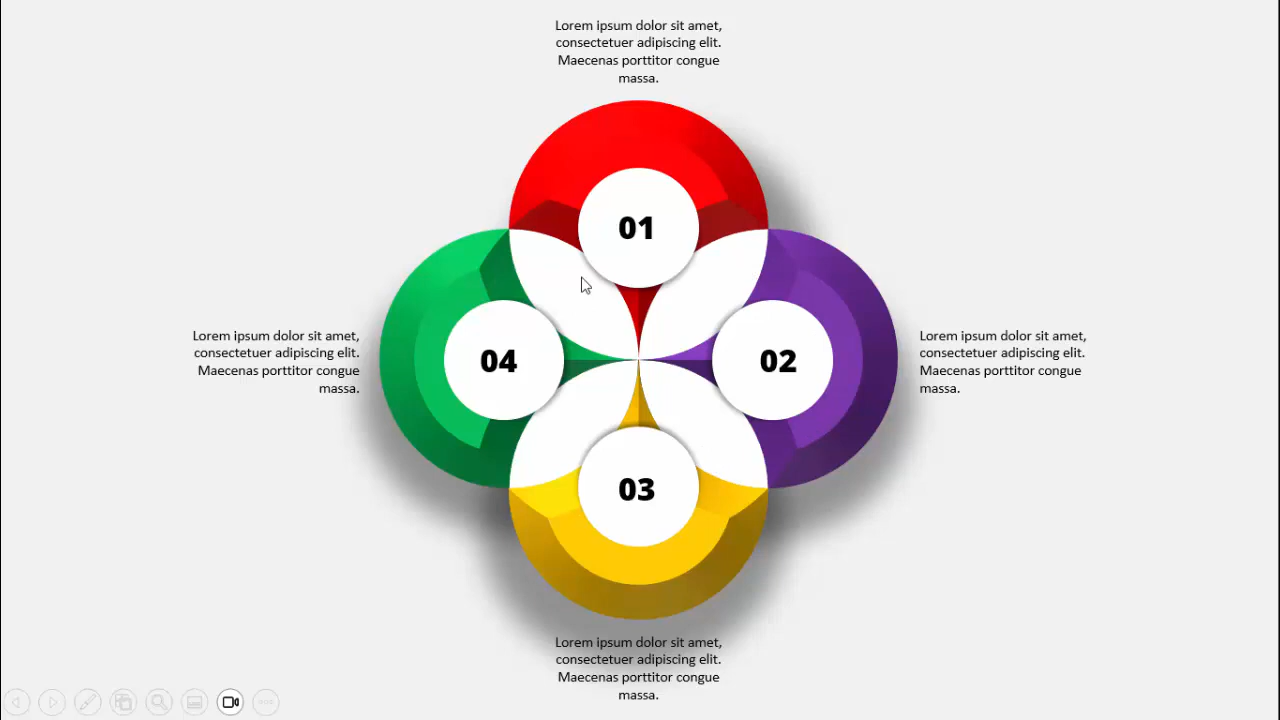 Lorem ipsum dolor sit amet,
consectetuer adipiscing elit.
Maecenas porttitor congue
massa.
01
04
02
03
Lorem ipsum dolor sit amet,
consectetuer adipiscing elit.
Maecenas porttitor congue
massa.
Lorem ipsum dolor sit amet,
consectetuer adipiscing elit.
Maecenas porttitor congue
massa.
Lorem ipsum dolor sit amet,
consectetuer adipiscing elit.
Maecenas porttitor congue
massa.